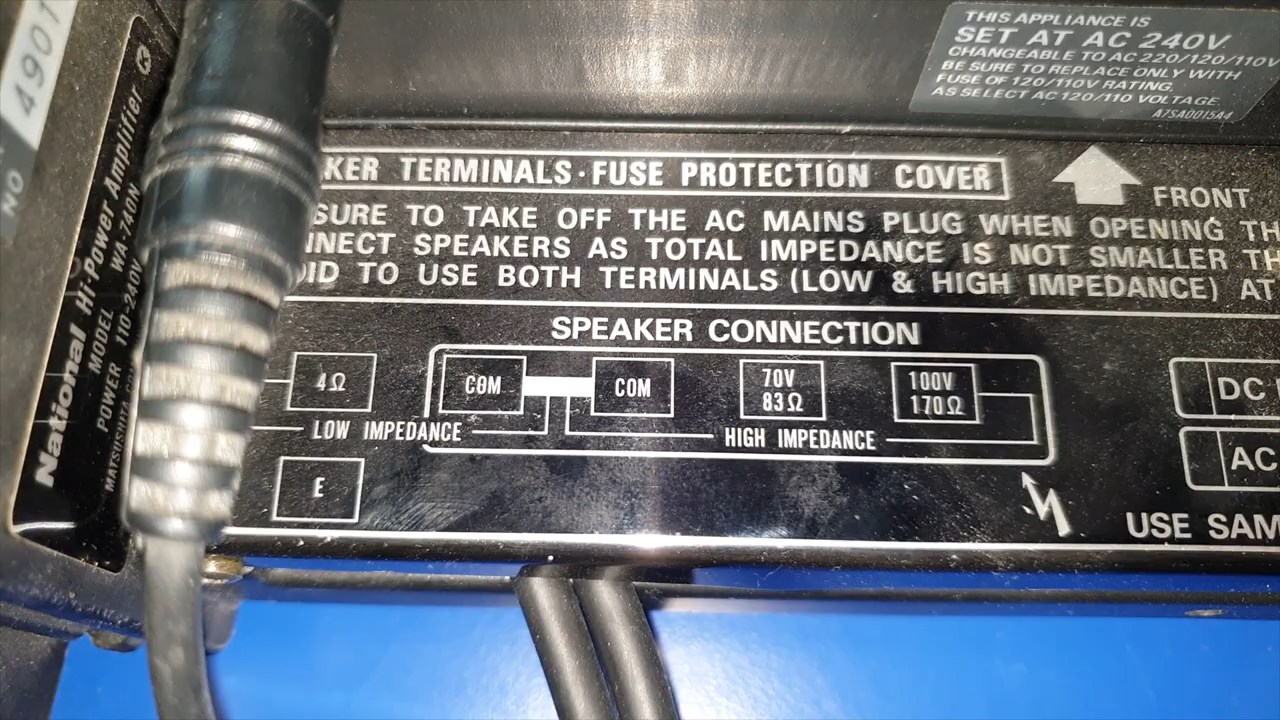 THIS APPLIANCE IS
SET AT AC 240V
CHANGEABLE TO AC 220/120/110V
BE SURE TO REPLACE ONLY WITH
FUSE OF 120/110V RATING.
AS SELECT AC 120/110 VOLTAGE.
A7SA0015A4
NO 4901
National Hi-Power Amplifier
MODEL WA-740N
POWER 110-240V
MATSUSHITA
KER TERMINALS·FUSE PROTECTION COVER
FRONT
SURE TO TAKE OFF THE AC MAINS PLUG WHEN OPENING TH
NNECT SPEAKERS AS TOTAL IMPEDANCE IS NOT SMALLER TH
OID TO USE BOTH TERMINALS (LOW & HIGH IMPEDANCE) AT
SPEAKER CONNECTION
4Ω COM COM 70V 83Ω 100V 170Ω
LOW IMPEDANCE HIGH IMPEDANCE
E
DC
AC
USE SAM